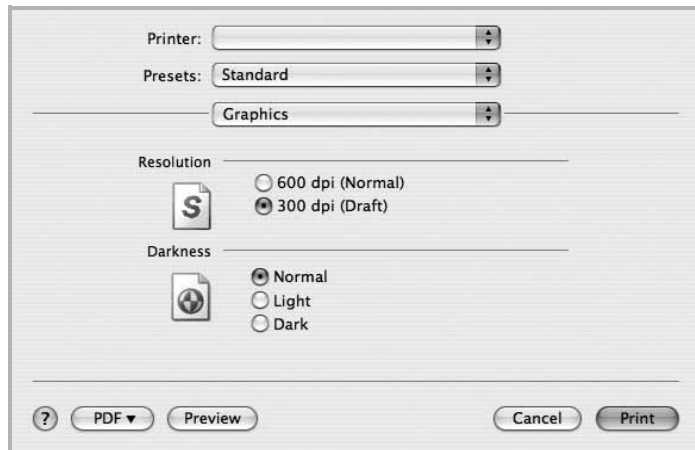 Printer:
Presets: Standard
Graphics
Resolution
600 dpi (Normal)
S
300 dpi (Draft)
Darkness
Normal
Light
Dark
? PDF▼ Preview Cancel Print